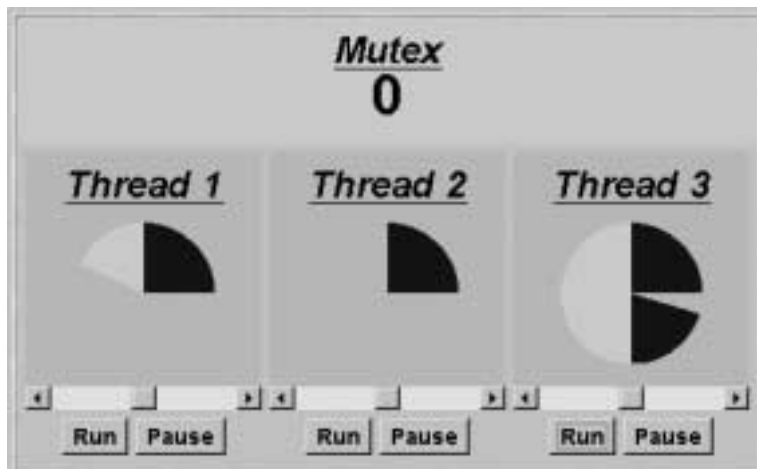 Mutex
0
Thread 1 Thread 2 Thread 3
Run Pause Run Pause Run Pause